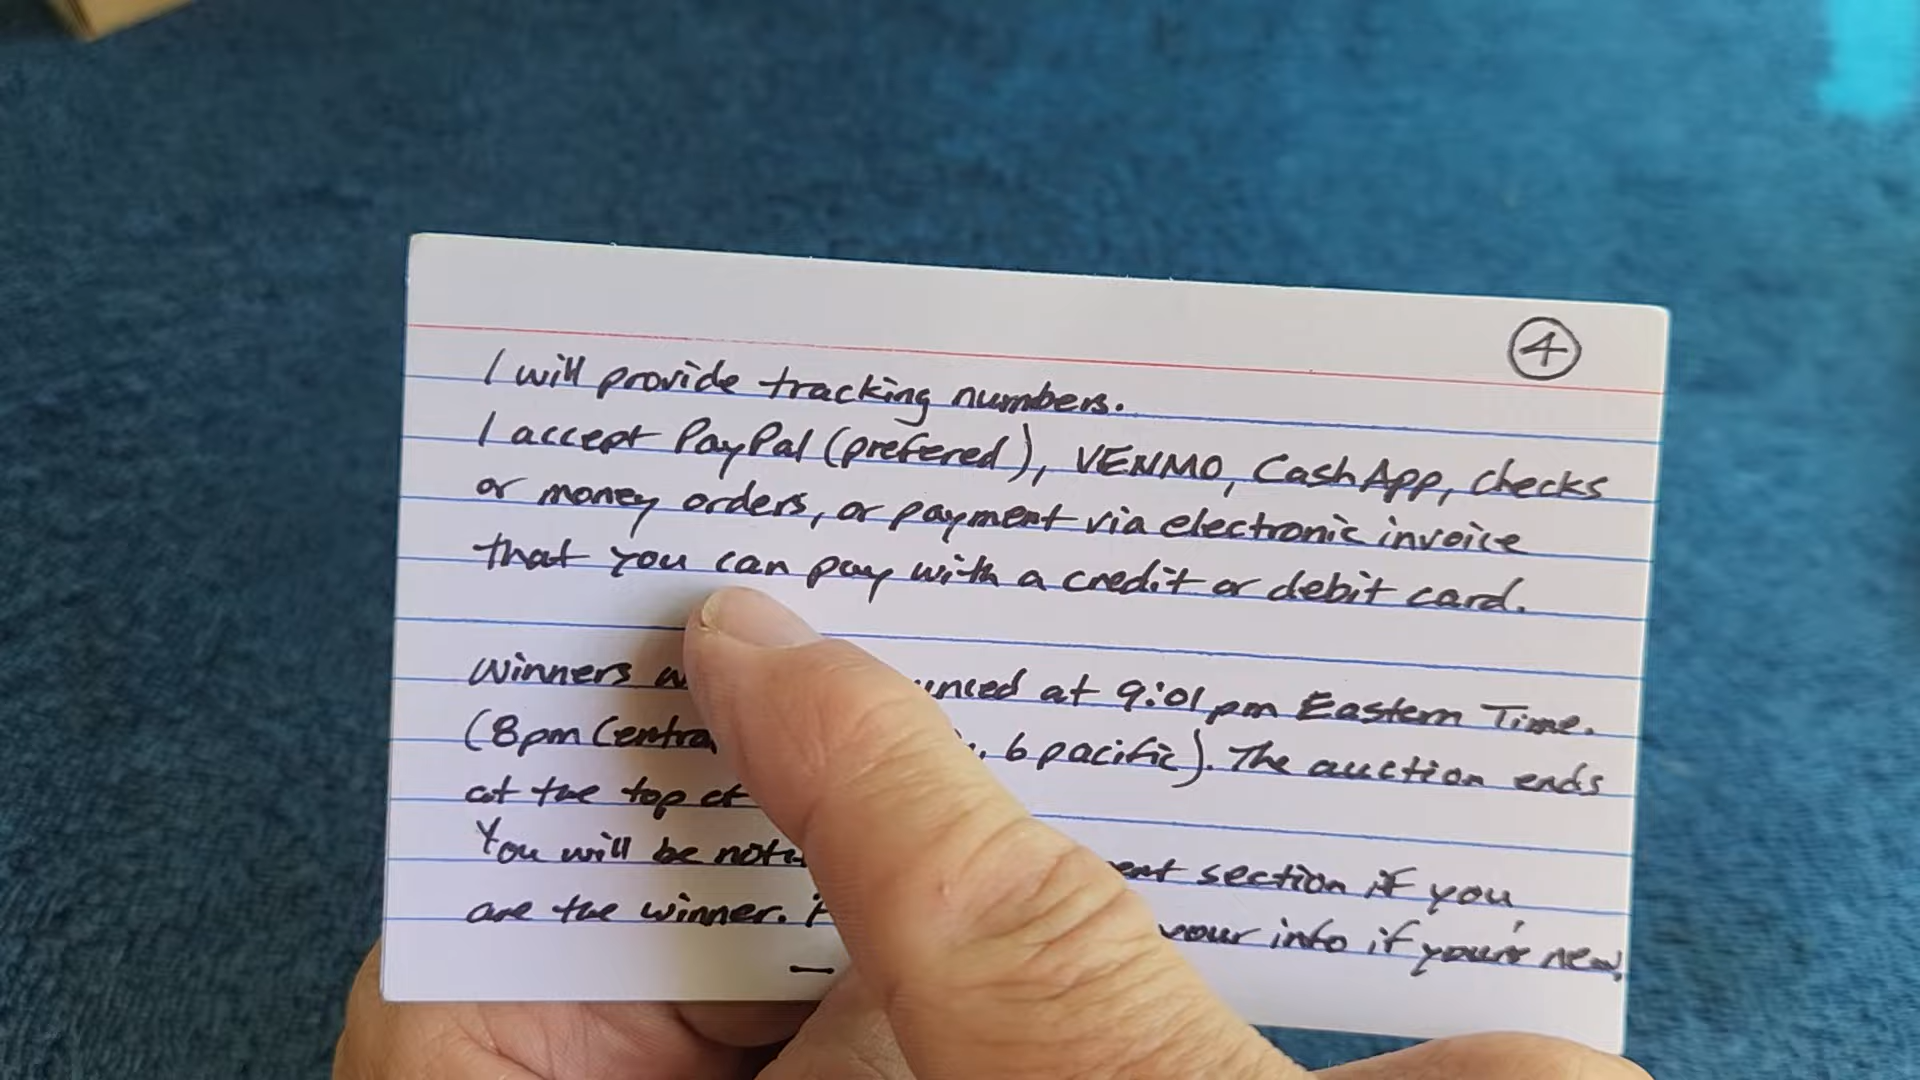 4
I will provide tracking numbers.
I accept PayPal (prefered), VENMO, Cash App, checks
or money orders, or payment via electronic invoice
that you can pay with a credit or debit card.
Winners at 9:01 pm Eastern Time.
(8pm 6 pacific). The auction ends
at the top of
You will be section if you
are the winner. your info if you're new.